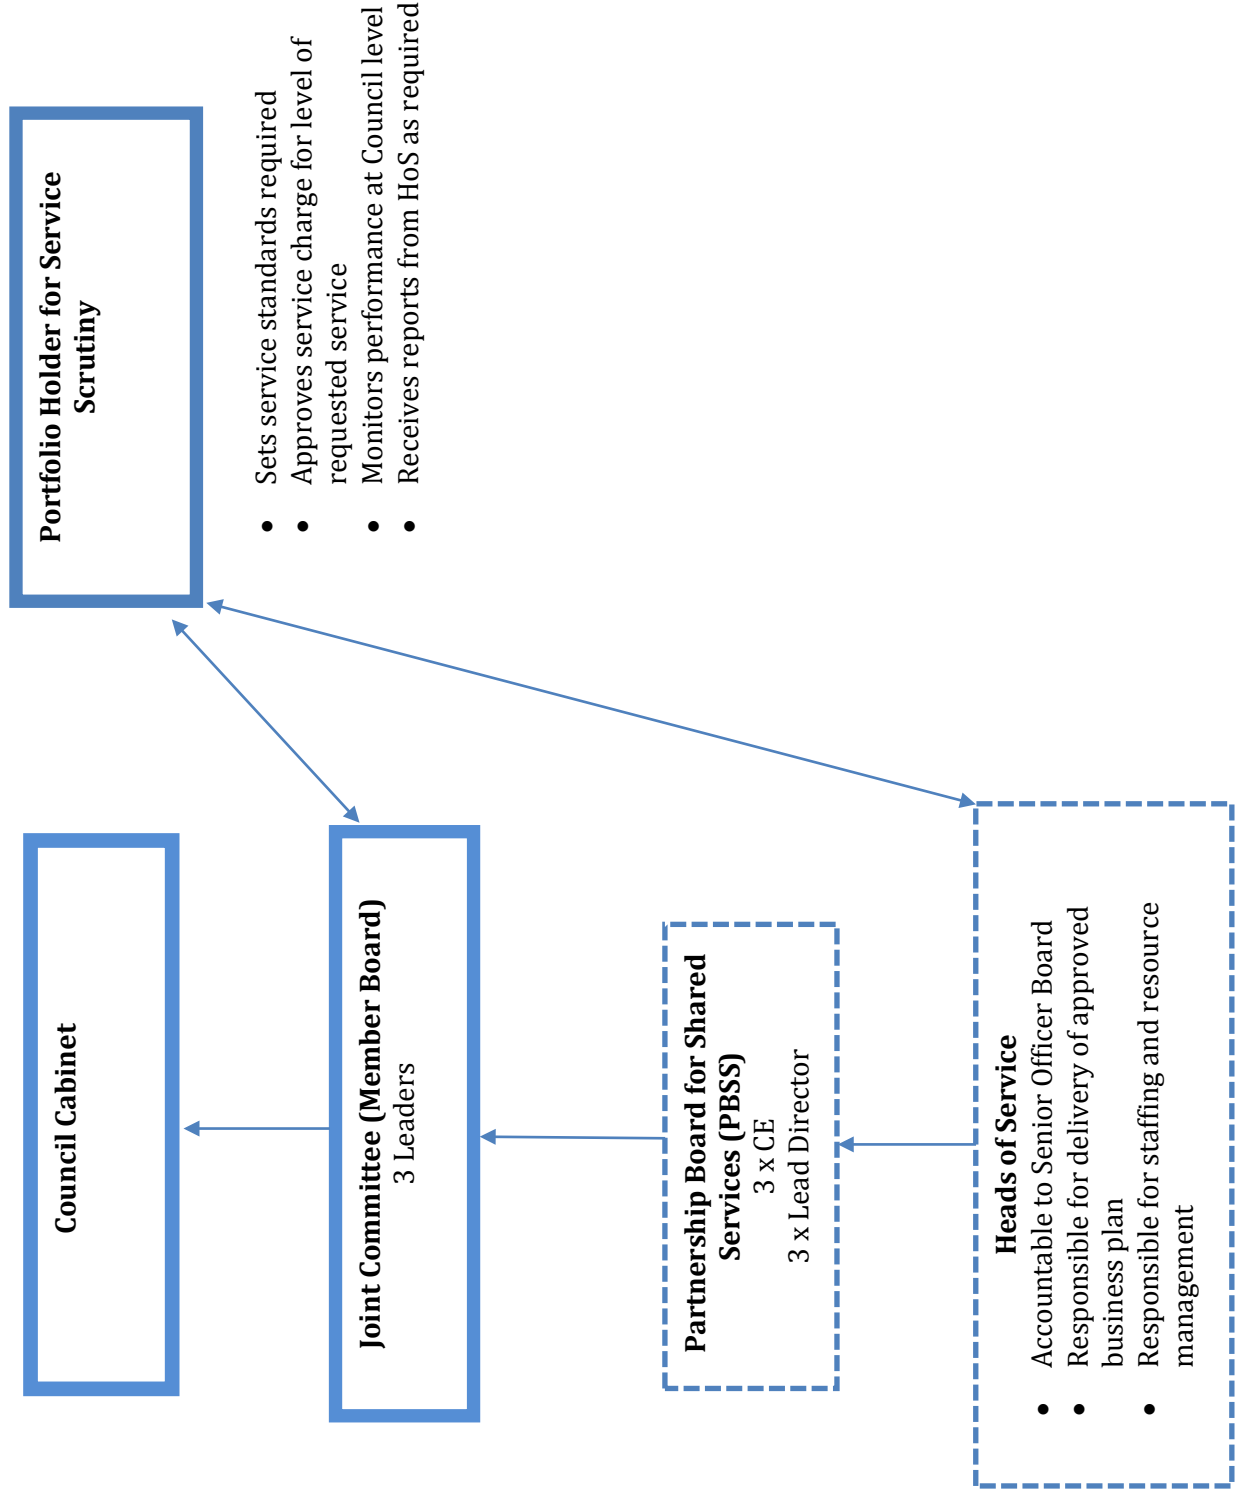 Council Cabinet
Joint Committee (Member Board)
3 Leaders
Partnership Board for Shared
Services (PBSS)
3 x CE
3 x Lead Director
Heads of Service
• Accountable to Senior Officer Board
• Responsible for delivery of approved
business plan
• Responsible for staffing and resource
management
Portfolio Holder for Service
Scrutiny
• Sets service standards required
• Approves service charge for level of
requested service
• Monitors performance at Council level
• Receives reports from HoS as required